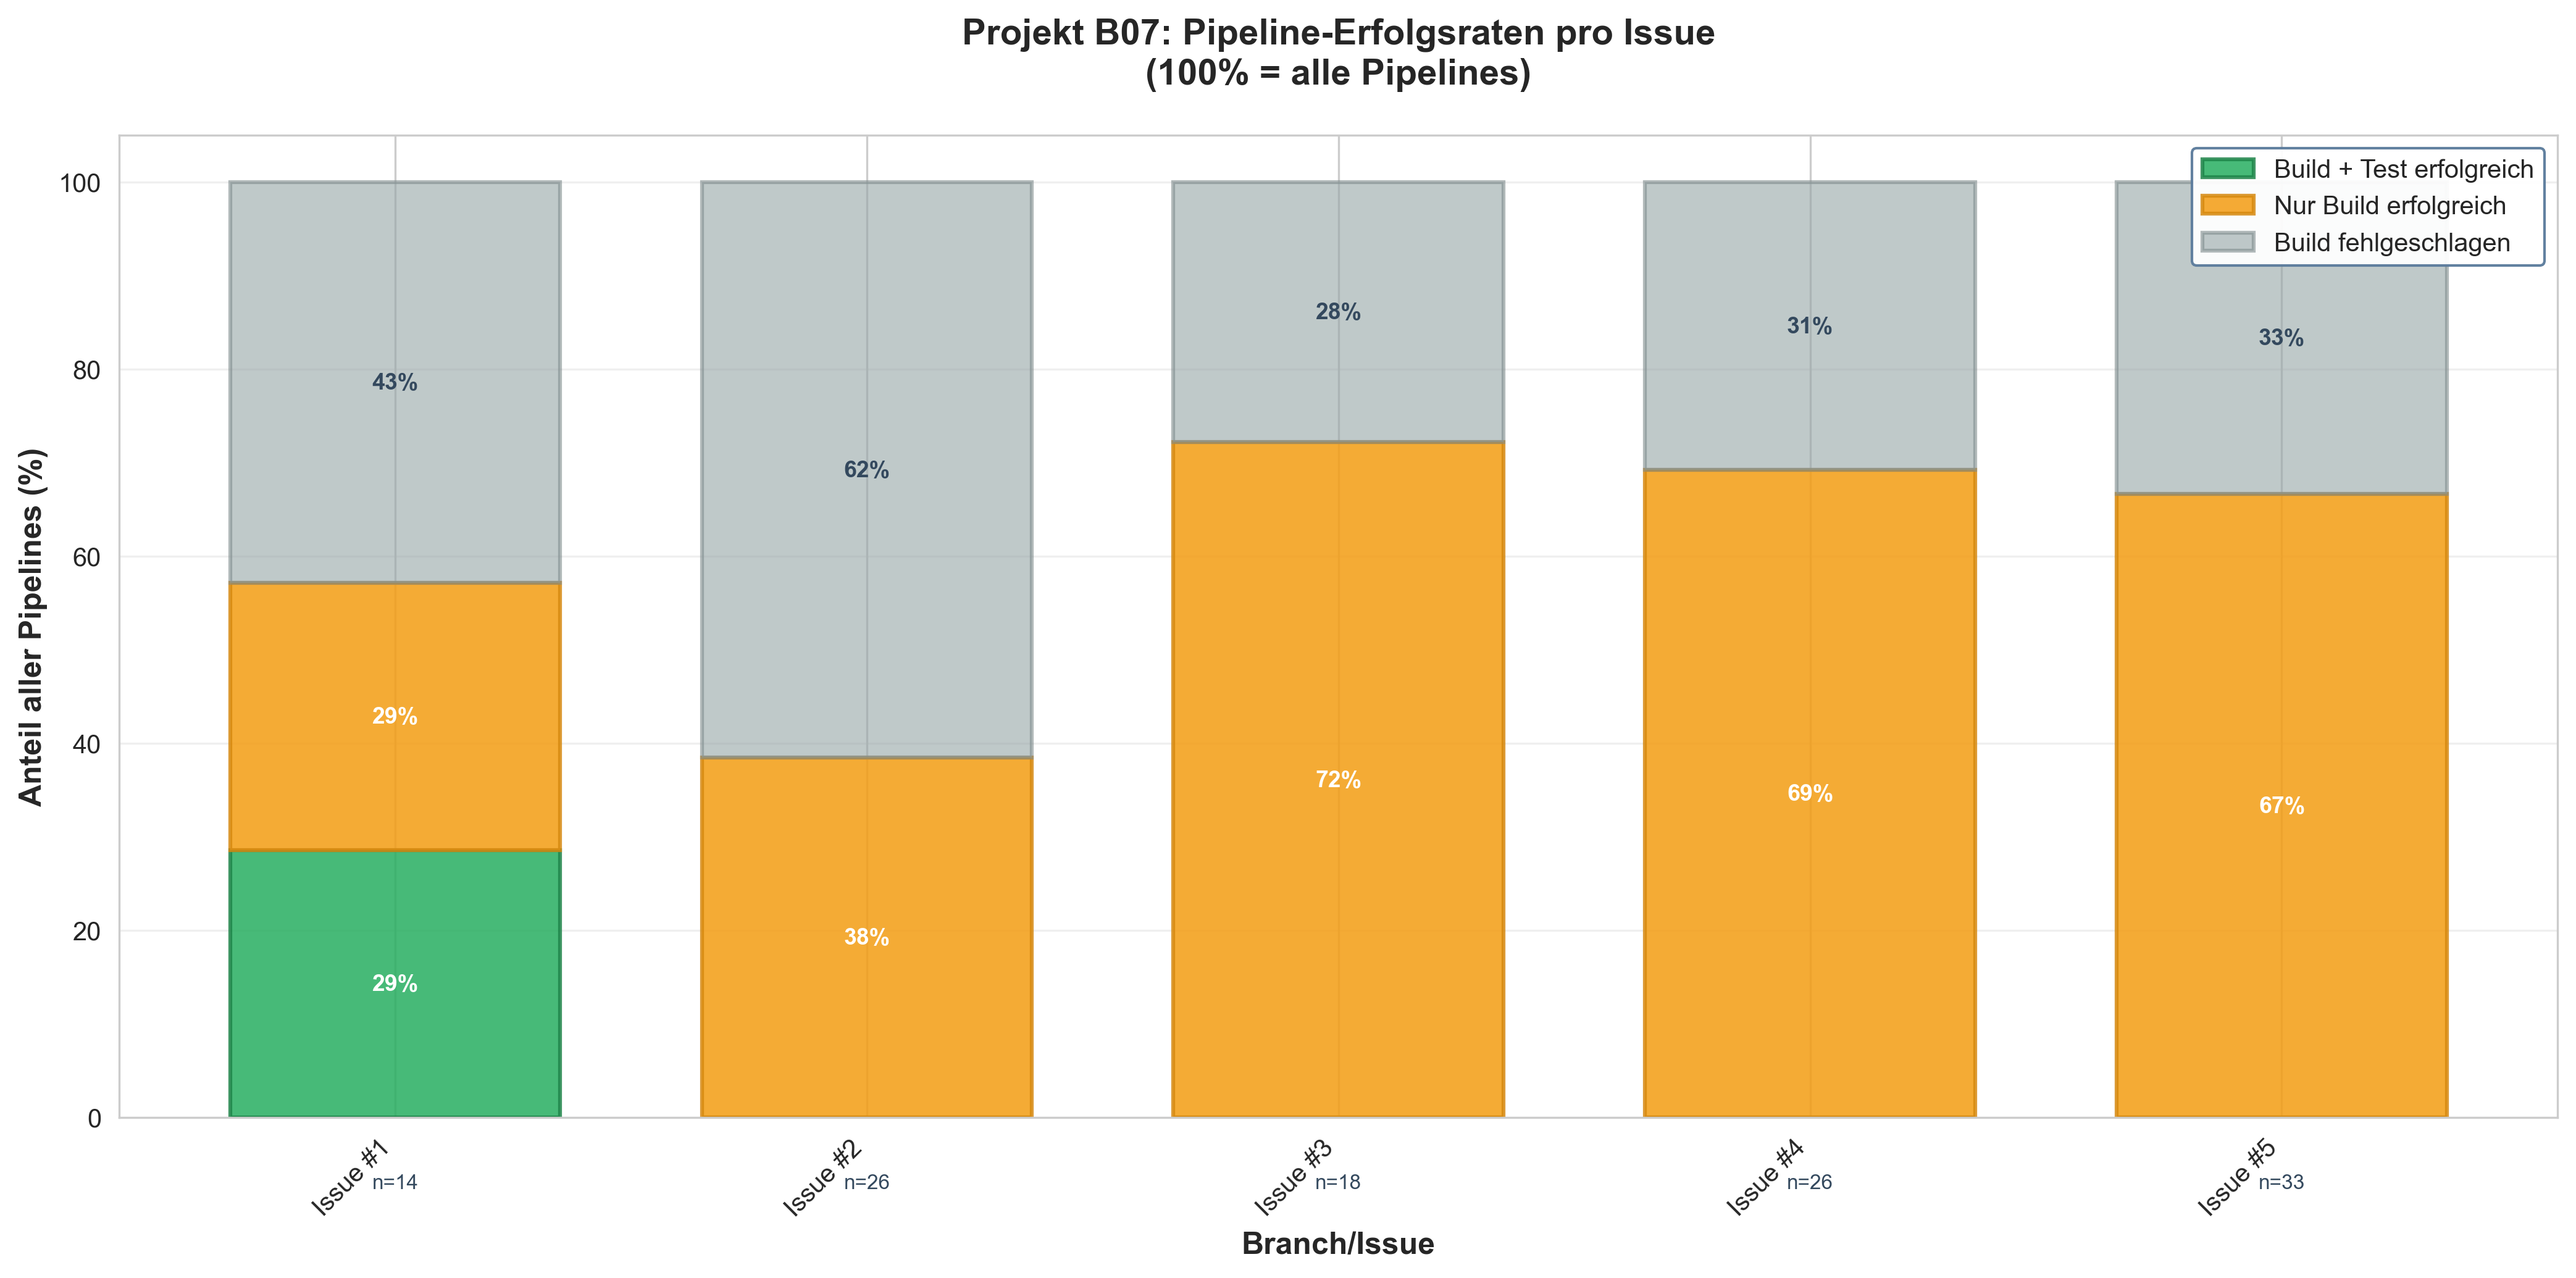 Projekt B07: Pipeline-Erfolgsraten pro Issue
(100% = alle Pipelines)
Build + Test erfolgreich
Nur Build erfolgreich
Build fehlgeschlagen
Anteil aller Pipelines (%)
100
80
60
40
20
0
43%
29%
29%
62%
38%
28%
72%
31%
69%
33%
67%
Issue #1
n=14
Issue #2
n=26
Issue #3
n=18
Issue #4
n=26
Issue #5
n=33
Branch/Issue